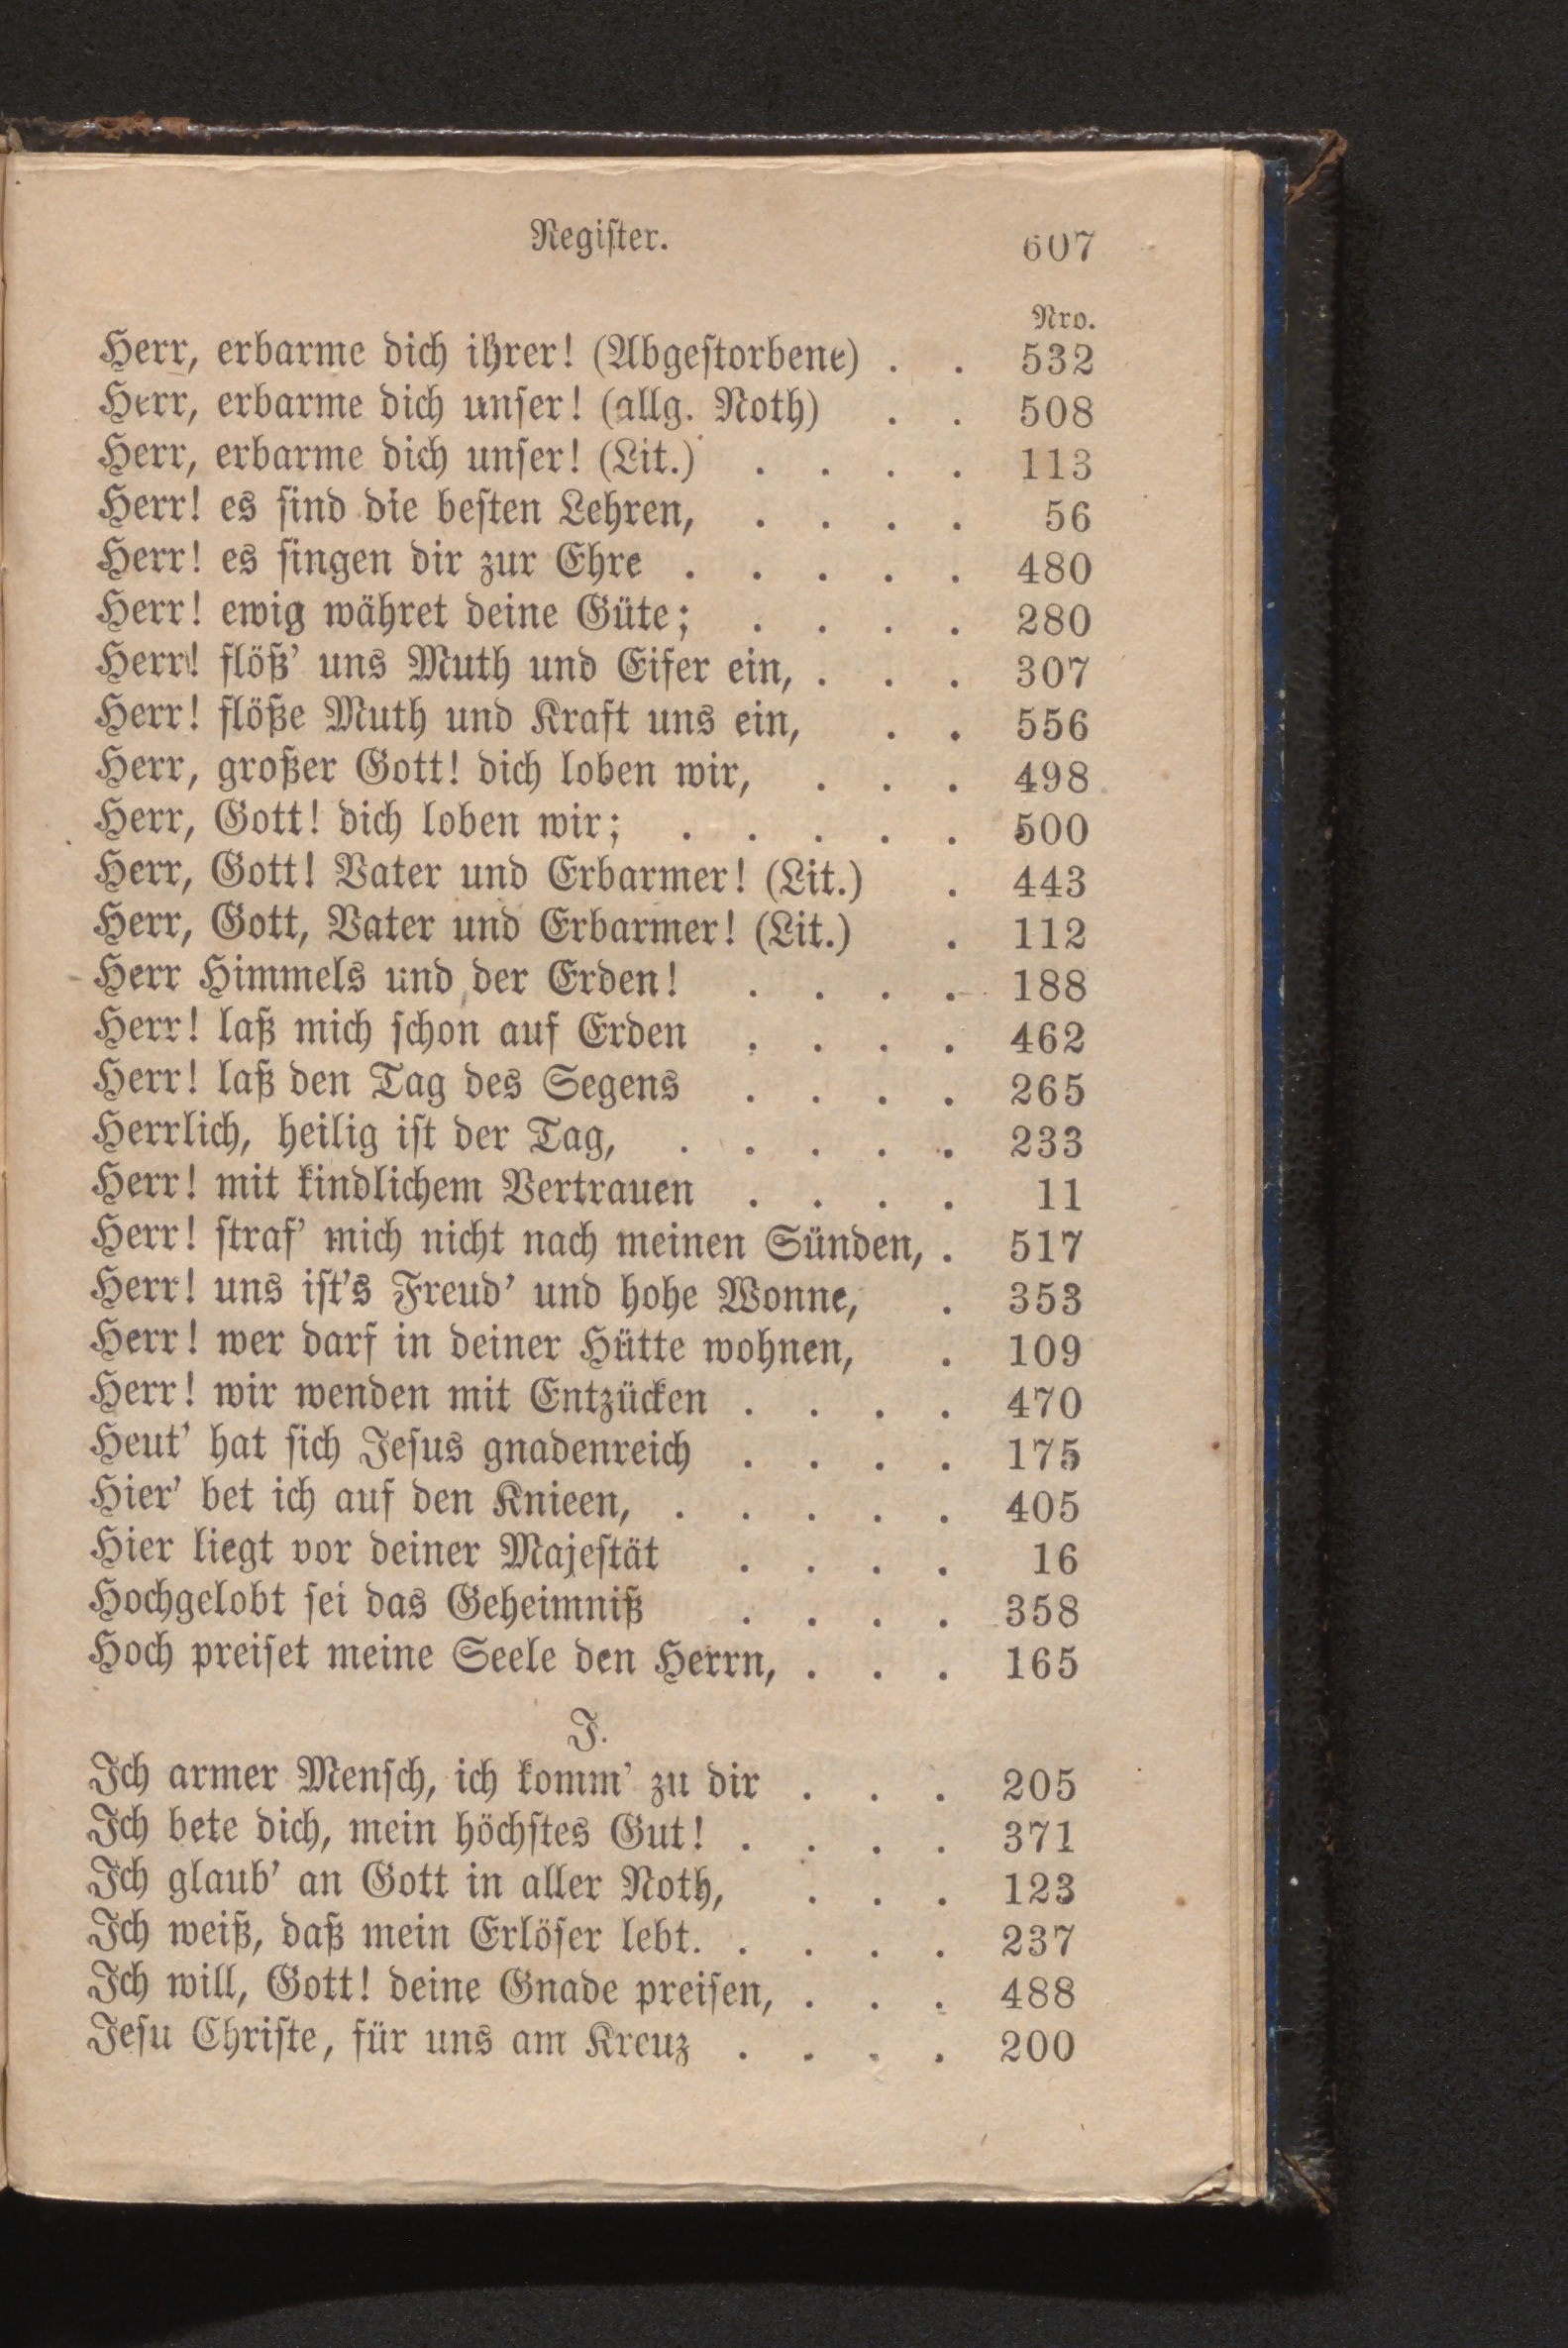 Register.
607
Nro.
Herr, erbarme dich ihrer! (Abgestorbene) . . 532
Herr, erbarme dich unser! (allg. Noth) . . 508
Herr, erbarme dich unser! (Lit.) . . . . 113
Herr! es sind die besten Lehren, . . . . 56
Herr! es singen dir zur Ehre . . . . . 480
Herr! ewig währet deine Güte; . . . . 280
Herr! flöß' uns Muth und Eifer ein, . . . 307
Herr! flöße Muth und Kraft uns ein, . . 556
Herr, großer Gott! dich loben wir, . . . 498
Herr, Gott! dich loben wir; . . . . . 500
Herr, Gott! Vater und Erbarmer! (Lit.) . 443
Herr, Gott, Vater und Erbarmer! (Lit.) . 112
Herr Himmels und der Erden! . . . . 188
Herr! laß mich schon auf Erden . . . . 462
Herr! laß den Tag des Segens . . . . 265
Herrlich, heilig ist der Tag, . . . . . 233
Herr! mit kindlichem Vertrauen . . . . 11
Herr! straf' mich nicht nach meinen Sünden, . 517
Herr! uns ist's Freud' und hohe Wonne, . 353
Herr! wer darf in deiner Hütte wohnen, . 109
Herr! wir wenden mit Entzücken . . . . 470
Heut' hat sich Jesus gnadenreich . . . . 175
Hier' bet ich auf den Knieen, . . . . . 405
Hier liegt vor deiner Majestät . . . . 16
Hochgelobt sei das Geheimniß . . . . 358
Hoch preiset meine Seele den Herrn, . . . 165
J.
Ich armer Mensch, ich komm' zu dir . . . 205
Ich bete dich, mein höchstes Gut! . . . . 371
Ich glaub' an Gott in aller Noth, . . . 123
Ich weiß, daß mein Erlöser lebt. . . . . 237
Ich will, Gott! deine Gnade preisen, . . . 488
Jesu Christe, für uns am Kreuz . . . . 200